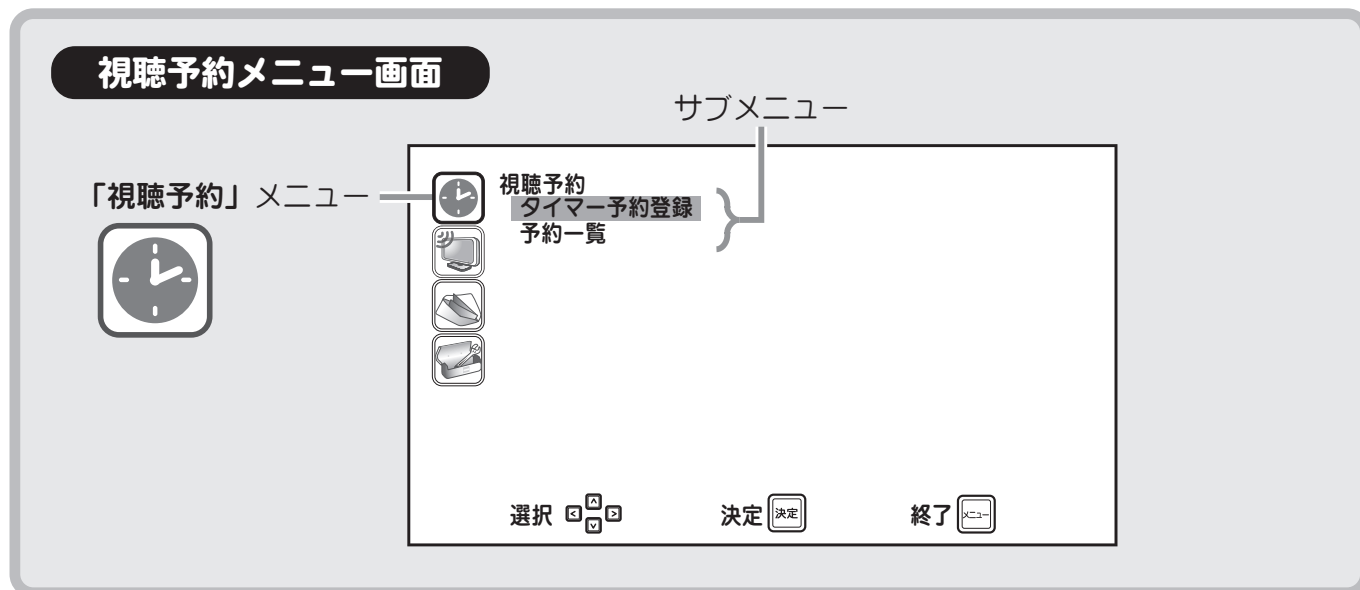 視聴予約メニュー画面
サブメニュー
「視聴予約」メニュー
視聴予約
タイマー予約登録
予約一覧
選択 決定 決定 終了 メニュー